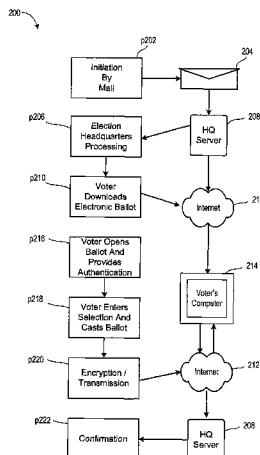 200
p202
Initiation
By
Mail
204
p206
Election
Headquarters
Processing
208
HQ
Server
p210
Voter
Downloads
Electronic Ballot
Internet
21
p216
Voter Opens
Ballot And
Provides
Authentication
214
Voter's
Computer
p218
Voter Enters
Selection And
Casts Ballot
p220
Encryption /
Transmission
Internet
212
p222
Confirmation
208
HQ
Server